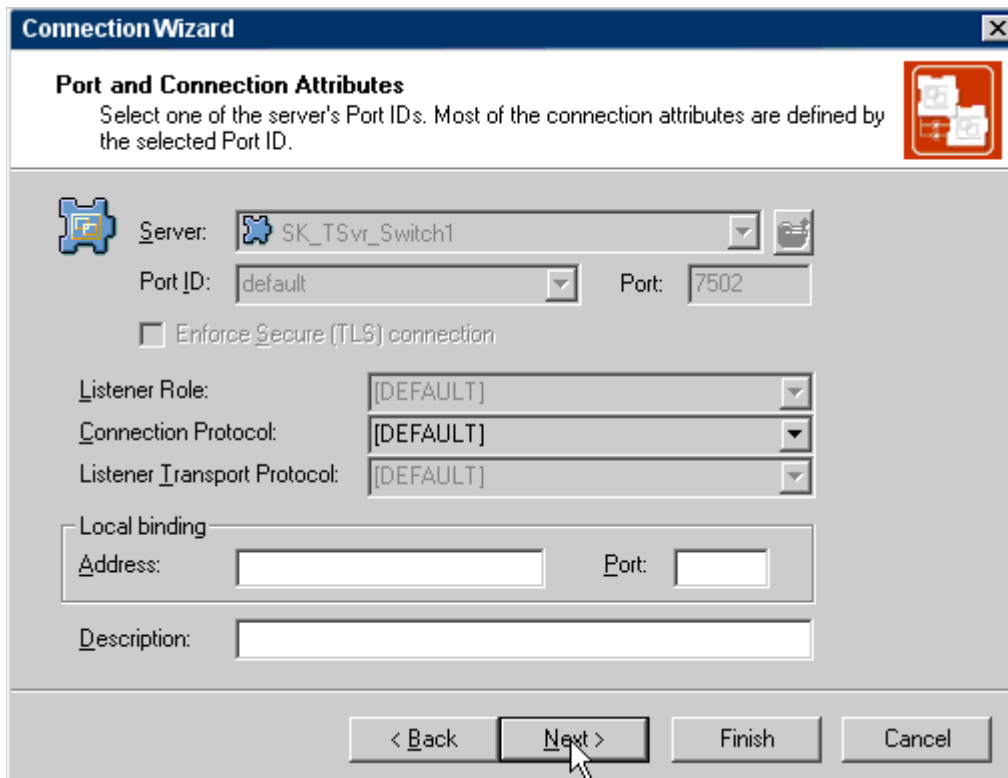 Connection Wizard
Port and Connection Attributes
Select one of the server's Port IDs. Most of the connection attributes are defined by
the selected Port ID.
Server: SK_TSvr_Switch1
Port ID: default Port: 7502
Enforce Secure (TLS) connection
Listener Role: [DEFAULT]
Connection Protocol: [DEFAULT]
Listener Transport Protocol: [DEFAULT]
Local binding
Address: Port:
Description:
< Back Next > Finish Cancel